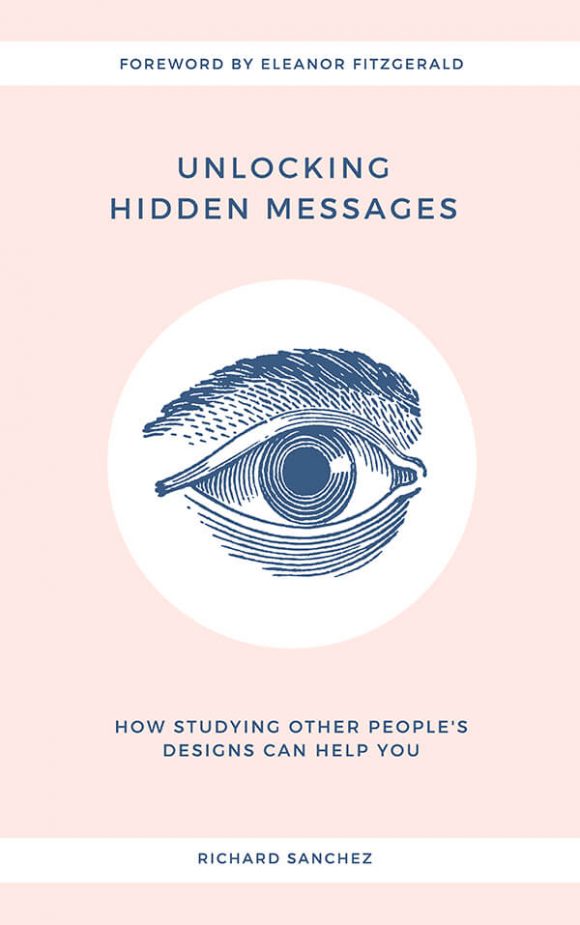 FOREWORD BY ELEANOR FITZGERALD
UNLOCKING
HIDDEN MESSAGES
HOW STUDYING OTHER PEOPLE'S
DESIGNS CAN HELP YOU
RICHARD SANCHEZ